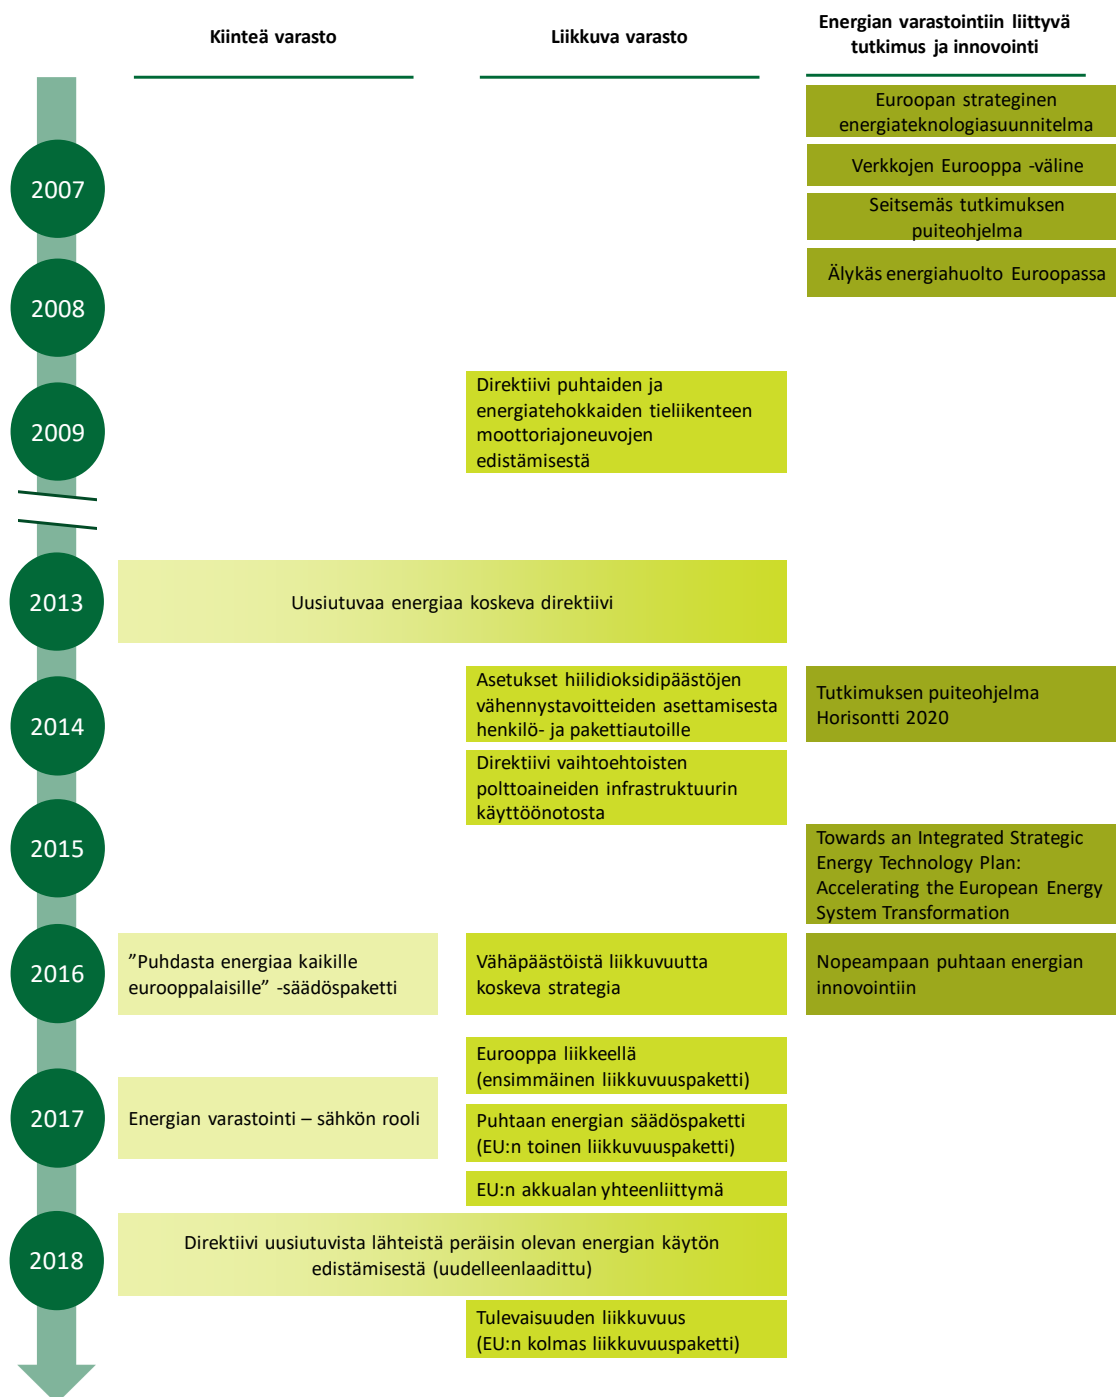 Kiinteä varasto
Liikkuva varasto
Energian varastointiin liittyvä
tutkimus ja innovointi
Euroopan strateginen
energiateknologiasuunnitelma
2007
Verkkojen Eurooppa -väline
Seitsemäs tutkimuksen
puiteohjelma
Älykäs energiahuolto Euroopassa
2008
2009
Direktiivi puhtaiden ja
energiatehokkaiden tieliikenteen
moottoriajoneuvojen
edistämisestä
2013
Uusiutuvaa energiaa koskeva direktiivi
2014
Asetukset hiilidioksidipäästöjen
vähennystavoitteiden asettamisesta
henkilö- ja pakettiautoille
Tutkimuksen puiteohjelma
Horisontti 2020
Direktiivi vaihtoehtoisten
polttoaineiden infrastruktuurin
käyttöönotosta
2015
Towards an Integrated Strategic
Energy Technology Plan:
Accelerating the European Energy
System Transformation
2016
”Puhdasta energiaa kaikille
eurooppalaisille” -säädöspaketti
Vähäpäästöistä liikkuvuutta
koskeva strategia
Nopeampaan puhtaan energian
innovointiin
2017
Energian varastointi – sähkön rooli
Eurooppa liikkeellä
(ensimmäinen liikkuvuuspaketti)
Puhtaan energian säädöspaketti
(EU:n toinen liikkuvuuspaketti)
EU:n akkualan yhteenliittymä
2018
Direktiivi uusiutuvista lähteistä peräisin olevan energian käytön
edistämisestä (uudelleenlaadittu)
Tulevaisuuden liikkuvuus
(EU:n kolmas liikkuvuuspaketti)